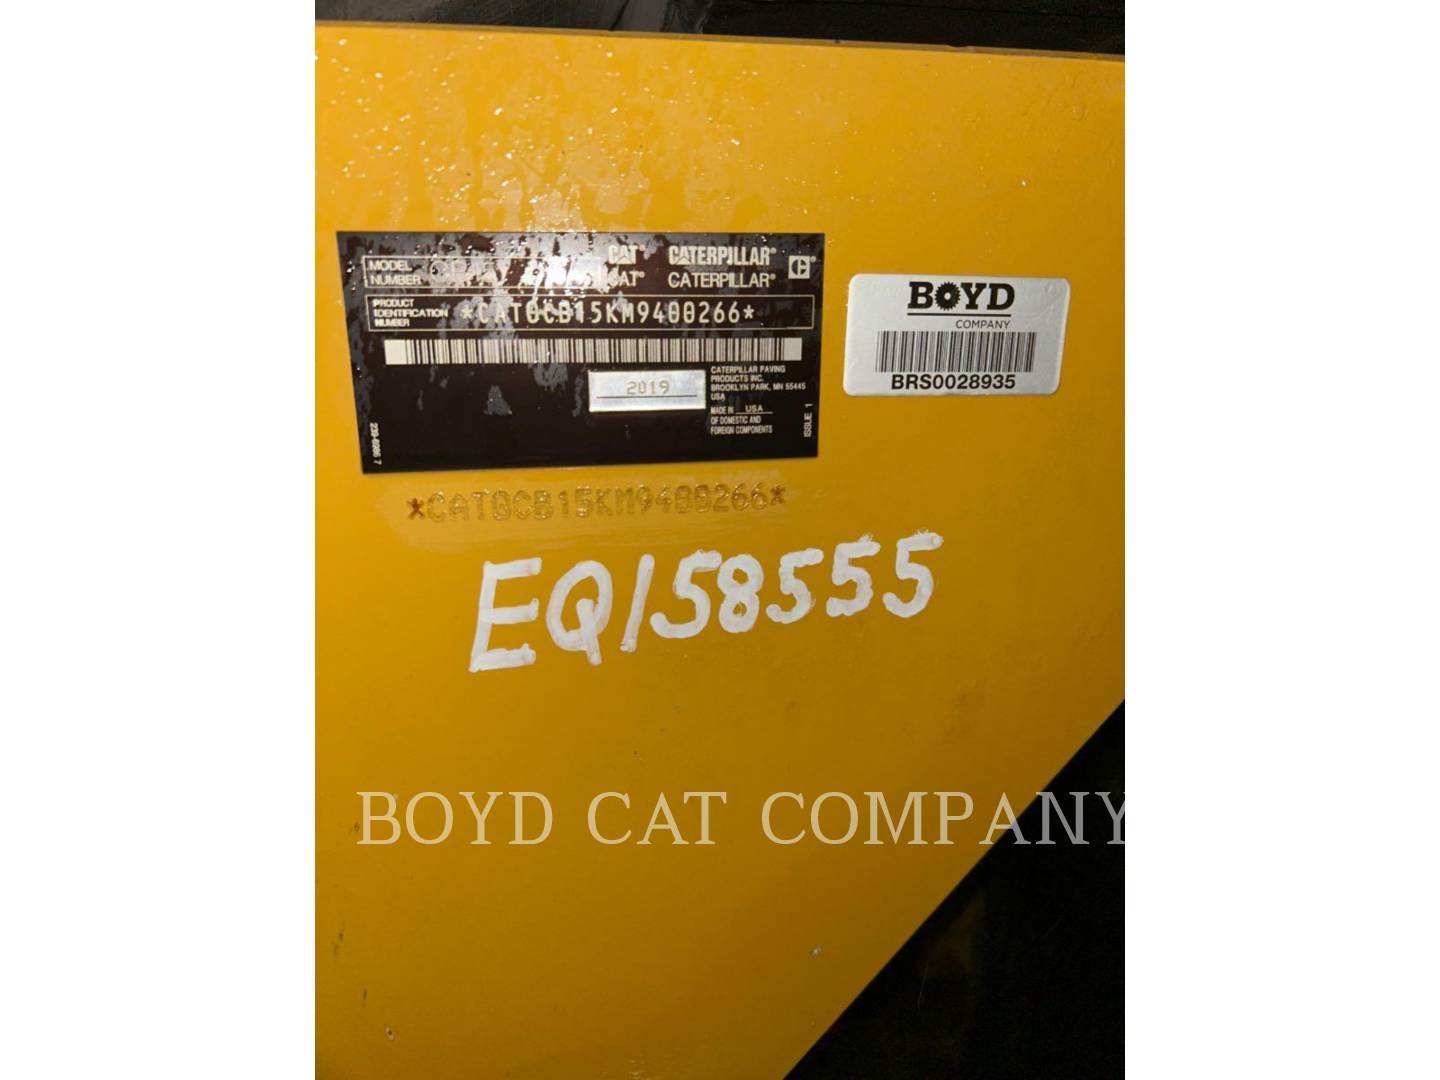 CAT® CATERPILLAR®
MODEL
NUMBER
CAT® CATERPILLAR®
PRODUCT
IDENTIFICATION
NUMBER
*CAT0CB15KM9400266*
2019
CATERPILLAR PAVING
PRODUCTS INC.
BROOKLYN PARK, MN 55445
USA
MADE IN USA
OF DOMESTIC AND
FOREIGN COMPONENTS
ISSUE 1
BOYD
COMPANY
BRS0028935
*CAT0CB15KM9400266*
EQ158555
BOYD CAT COMPANY